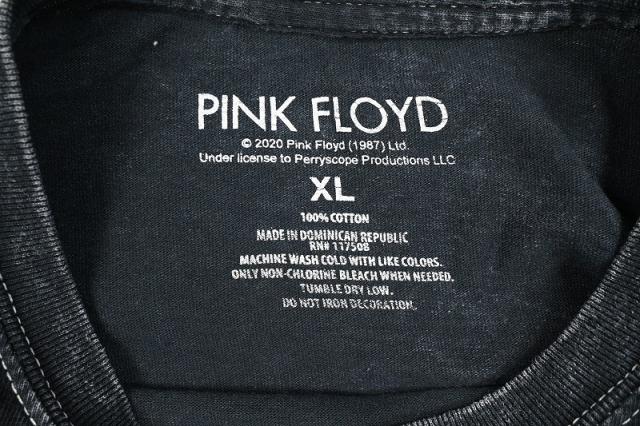 PINK FLOYD
© 2020 Pink Floyd (1987) Ltd.
Under license to Perryscope Productions LLC
XL
100% COTTON
MADE IN DOMINICAN REPUBLIC
RN# 117508
MACHINE WASH COLD WITH LIKE COLORS.
ONLY NON-CHLORINE BLEACH WHEN NEEDED.
TUMBLE DRY LOW.
DO NOT IRON DECORATION.